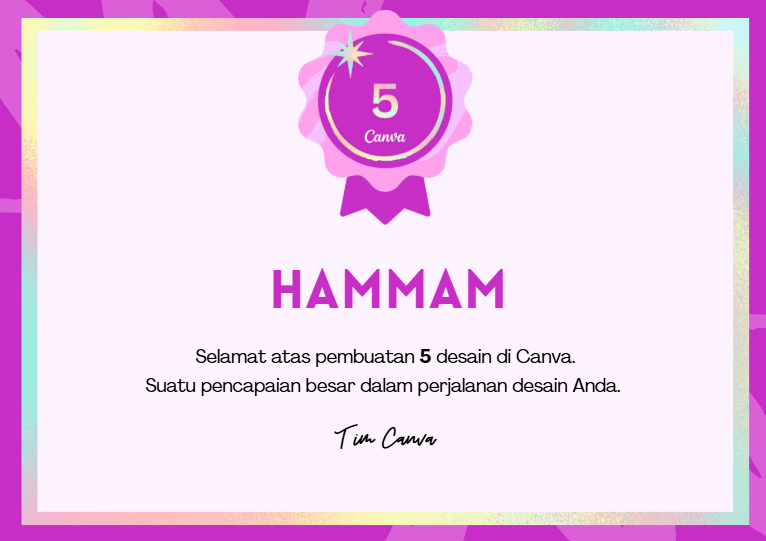 5
Canva
HAMMAM
Selamat atas pembuatan 5 desain di Canva.
Suatu pencapaian besar dalam perjalanan desain Anda.
Tim Canva